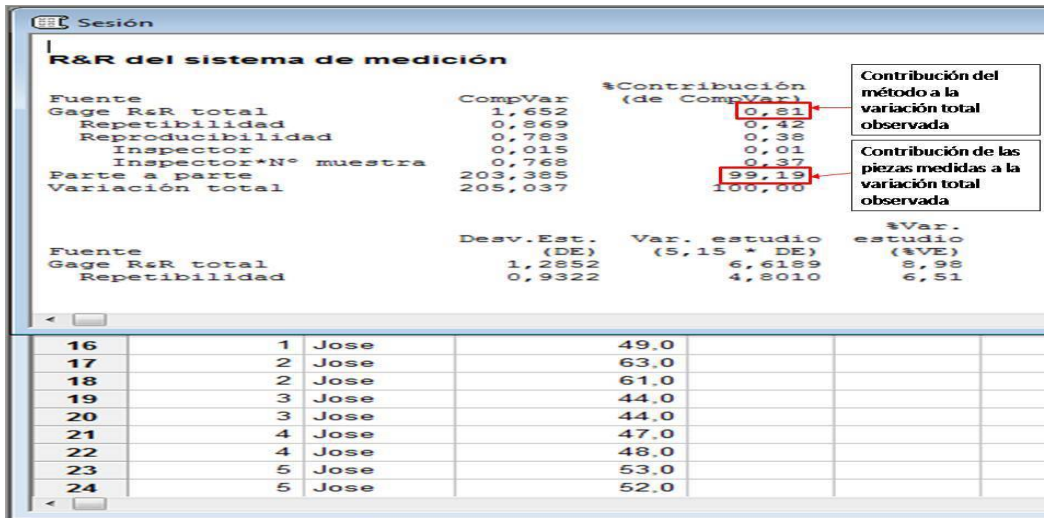 Sesión
R&R del sistema de medición
%Contribución
Fuente CompVar (de CompVar)
Gage R&R total 1,652 0,81
Repetibilidad 0,869 0,42
Reproducibilidad 0,783 0,38
Inspector 0,015 0,01
Inspector*N° muestra 0,768 0,37
Parte a parte 203,385 99,19
Variación total 205,037 100,00
Contribución del
método a la
variación total
observada
Contribución de las
piezas medidas a la
variación total
observada
%Var.
Desv.Est. Var. estudio estudio
Fuente (DE) (5,15 * DE) (%VE)
Gage R&R total 1,2852 6,6189 8,98
Repetibilidad 0,9322 4,8010 6,51
16 1 Jose 49,0
17 2 Jose 63,0
18 2 Jose 61,0
19 3 Jose 44,0
20 3 Jose 44,0
21 4 Jose 47,0
22 4 Jose 48,0
23 5 Jose 53,0
24 5 Jose 52,0